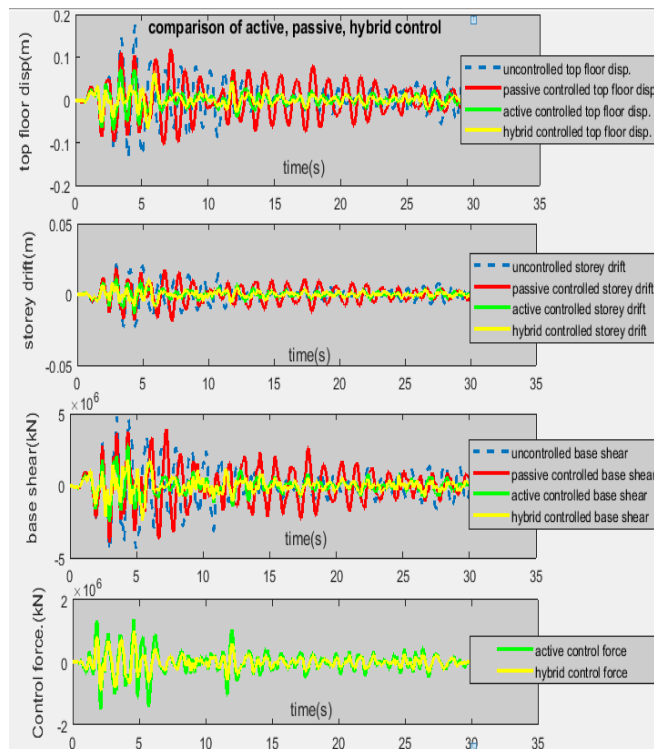 comparison of active, passive, hybrid control
0.2
0.1
0
-0.1
-0.2
top floor disp(m)
uncontrolled top floor disp.
passive controlled top floor disp.
active controlled top floor disp.
hybrid controlled top floor disp.
time(s)
0 5 10 15 20 25 30 35
0.05
0
-0.05
storey drift(m)
uncontrolled storey drift
passive controlled storey drift
active controlled storey drift
hybrid controlled storey drift
time(s)
0 5 10 15 20 25 30 35
×10⁶
5
0
-5
base shear(kN)
uncontrolled base shear
passive controlled base shear
active controlled base shear
hybrid controlled base shear
time(s)
0 5 10 15 20 25 30 35
×10⁶
2
0
-2
Control force.(kN)
active control force
hybrid control force
time(s)
0 5 10 15 20 25 30 35